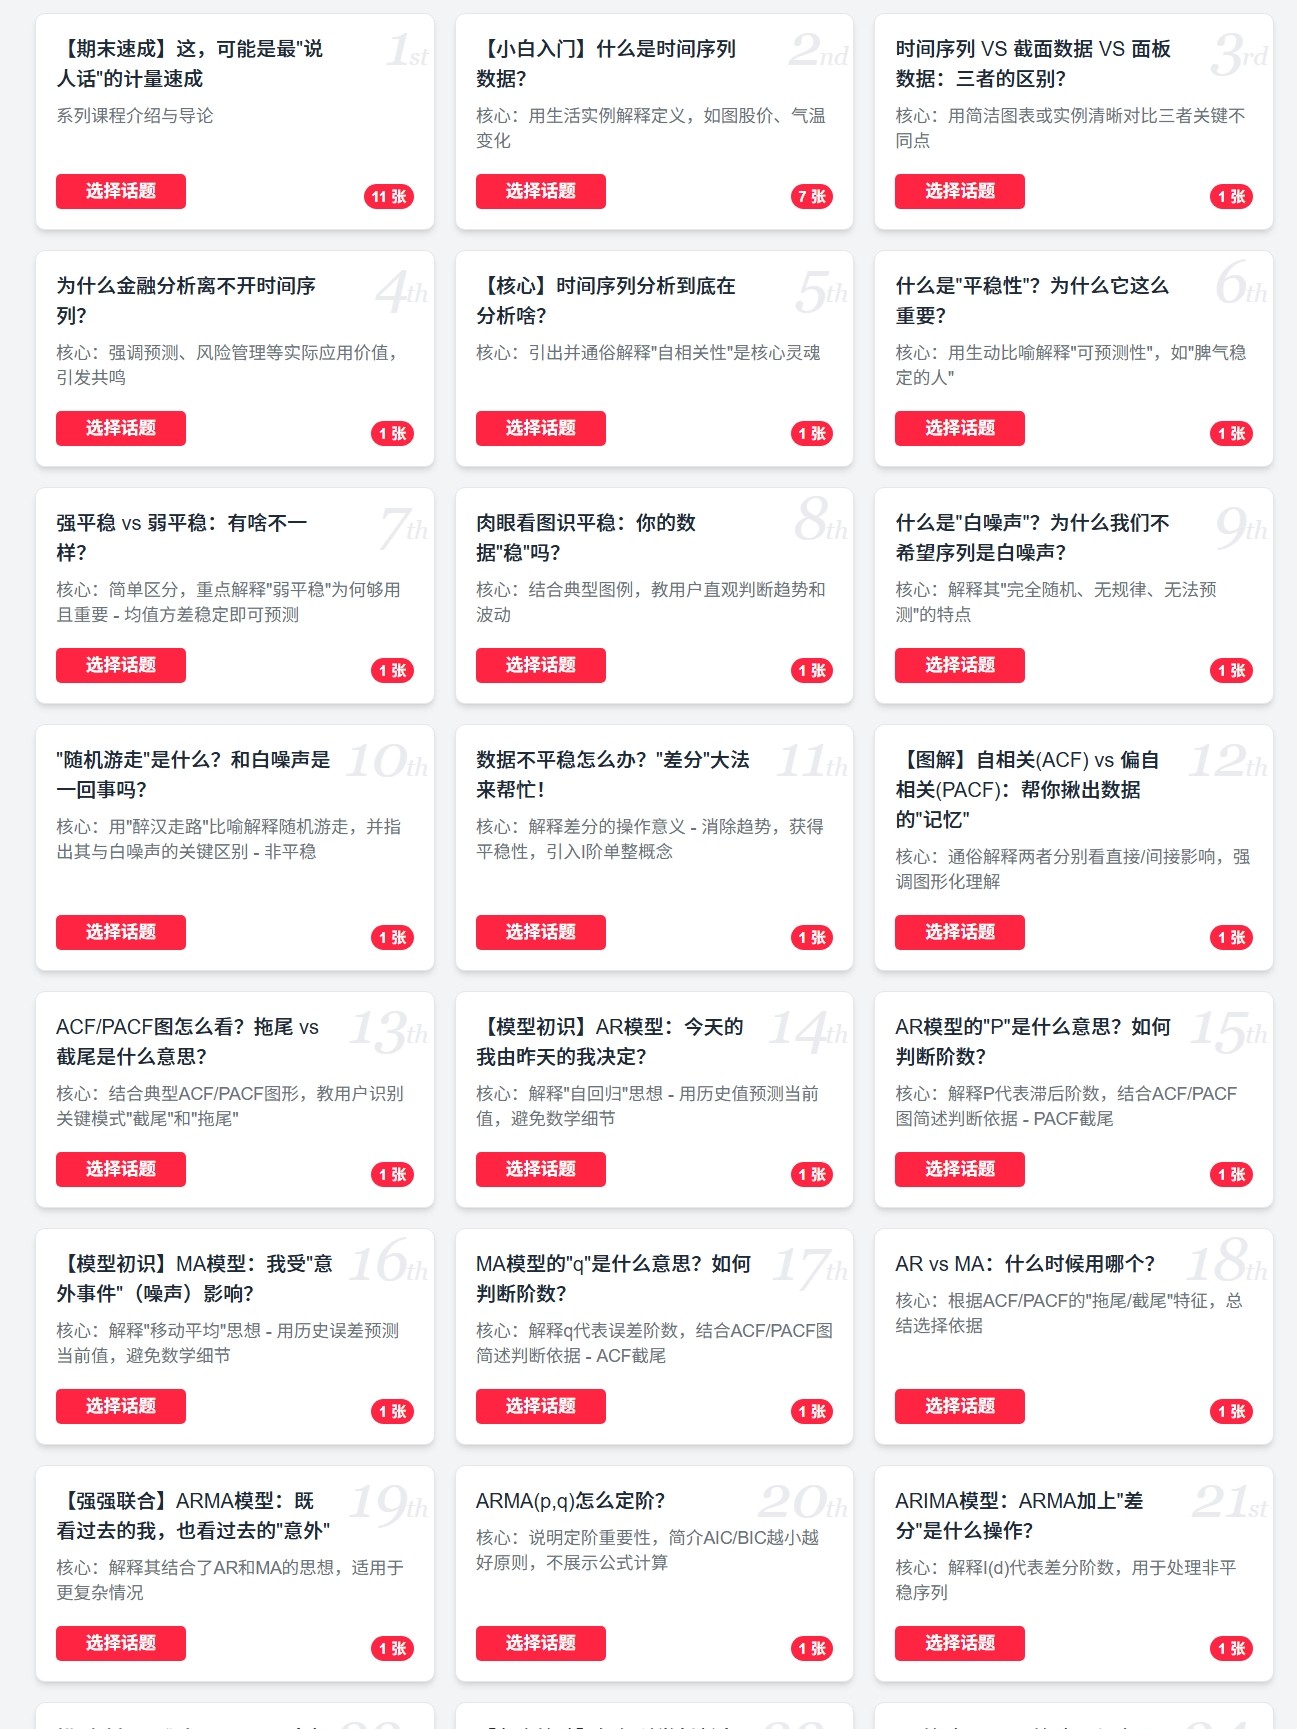 【期末速成】这，可能是最"说
人话"的计量速成
1st
系列课程介绍与导论
选择话题
11 张
【小白入门】什么是时间序列
数据？
2nd
核心：用生活实例解释定义，如图股价、气温
变化
选择话题
7 张
时间序列 VS 截面数据 VS 面板
数据：三者的区别？
3rd
核心：用简洁图表或实例清晰对比三者关键不
同点
选择话题
1 张
为什么金融分析离不开时间序
列？
4th
核心：强调预测、风险管理等实际应用价值，
引发共鸣
选择话题
1 张
【核心】时间序列分析到底在
分析啥？
5th
核心：引出并通俗解释"自相关性"是核心灵魂
选择话题
1 张
什么是"平稳性"？为什么它这么
重要？
6th
核心：用生动比喻解释"可预测性"，如"脾气稳
定的人"
选择话题
1 张
强平稳 vs 弱平稳：有啥不一
样？
7th
核心：简单区分，重点解释"弱平稳"为何够用
且重要 - 均值方差稳定即可预测
选择话题
1 张
肉眼看图识平稳：你的数
据"稳"吗？
8th
核心：结合典型图例，教用户直观判断趋势和
波动
选择话题
1 张
什么是"白噪声"？为什么我们不
希望序列是白噪声？
9th
核心：解释其"完全随机、无规律、无法预
测"的特点
选择话题
1 张
"随机游走"是什么？和白噪声是
一回事吗？
10th
核心：用"醉汉走路"比喻解释随机游走，并指
出其与白噪声的关键区别 - 非平稳
选择话题
1 张
数据不平稳怎么办？"差分"大法
来帮忙！
11th
核心：解释差分的操作意义 - 消除趋势，获得
平稳性，引入I阶单整概念
选择话题
1 张
【图解】自相关(ACF) vs 偏自
相关(PACF)：帮你揪出数据
的"记忆"
12th
核心：通俗解释两者分别看直接/间接影响，强
调图形化理解
选择话题
1 张
ACF/PACF图怎么看？拖尾 vs
截尾是什么意思？
13th
核心：结合典型ACF/PACF图形，教用户识别
关键模式"截尾"和"拖尾"
选择话题
1 张
【模型初识】AR模型：今天的
我由昨天的我决定？
14th
核心：解释"自回归"思想 - 用历史值预测当前
值，避免数学细节
选择话题
1 张
AR模型的"P"是什么意思？如何
判断阶数？
15th
核心：解释P代表滞后阶数，结合ACF/PACF
图简述判断依据 - PACF截尾
选择话题
1 张
【模型初识】MA模型：我受"意
外事件"（噪声）影响？
16th
核心：解释"移动平均"思想 - 用历史误差预测
当前值，避免数学细节
选择话题
1 张
MA模型的"q"是什么意思？如何
判断阶数？
17th
核心：解释q代表误差阶数，结合ACF/PACF图
简述判断依据 - ACF截尾
选择话题
1 张
AR vs MA：什么时候用哪个？
18th
核心：根据ACF/PACF的"拖尾/截尾"特征，总
结选择依据
选择话题
1 张
【强强联合】ARMA模型：既
看过去的我，也看过去的"意外"
19th
核心：解释其结合了AR和MA的思想，适用于
更复杂情况
选择话题
1 张
ARMA(p,q)怎么定阶？
20th
核心：说明定阶重要性，简介AIC/BIC越小越
好原则，不展示公式计算
选择话题
1 张
ARIMA模型：ARMA加上"差
分"是什么操作？
21st
核心：解释I(d)代表差分阶数，用于处理非平
稳序列
选择话题
1 张